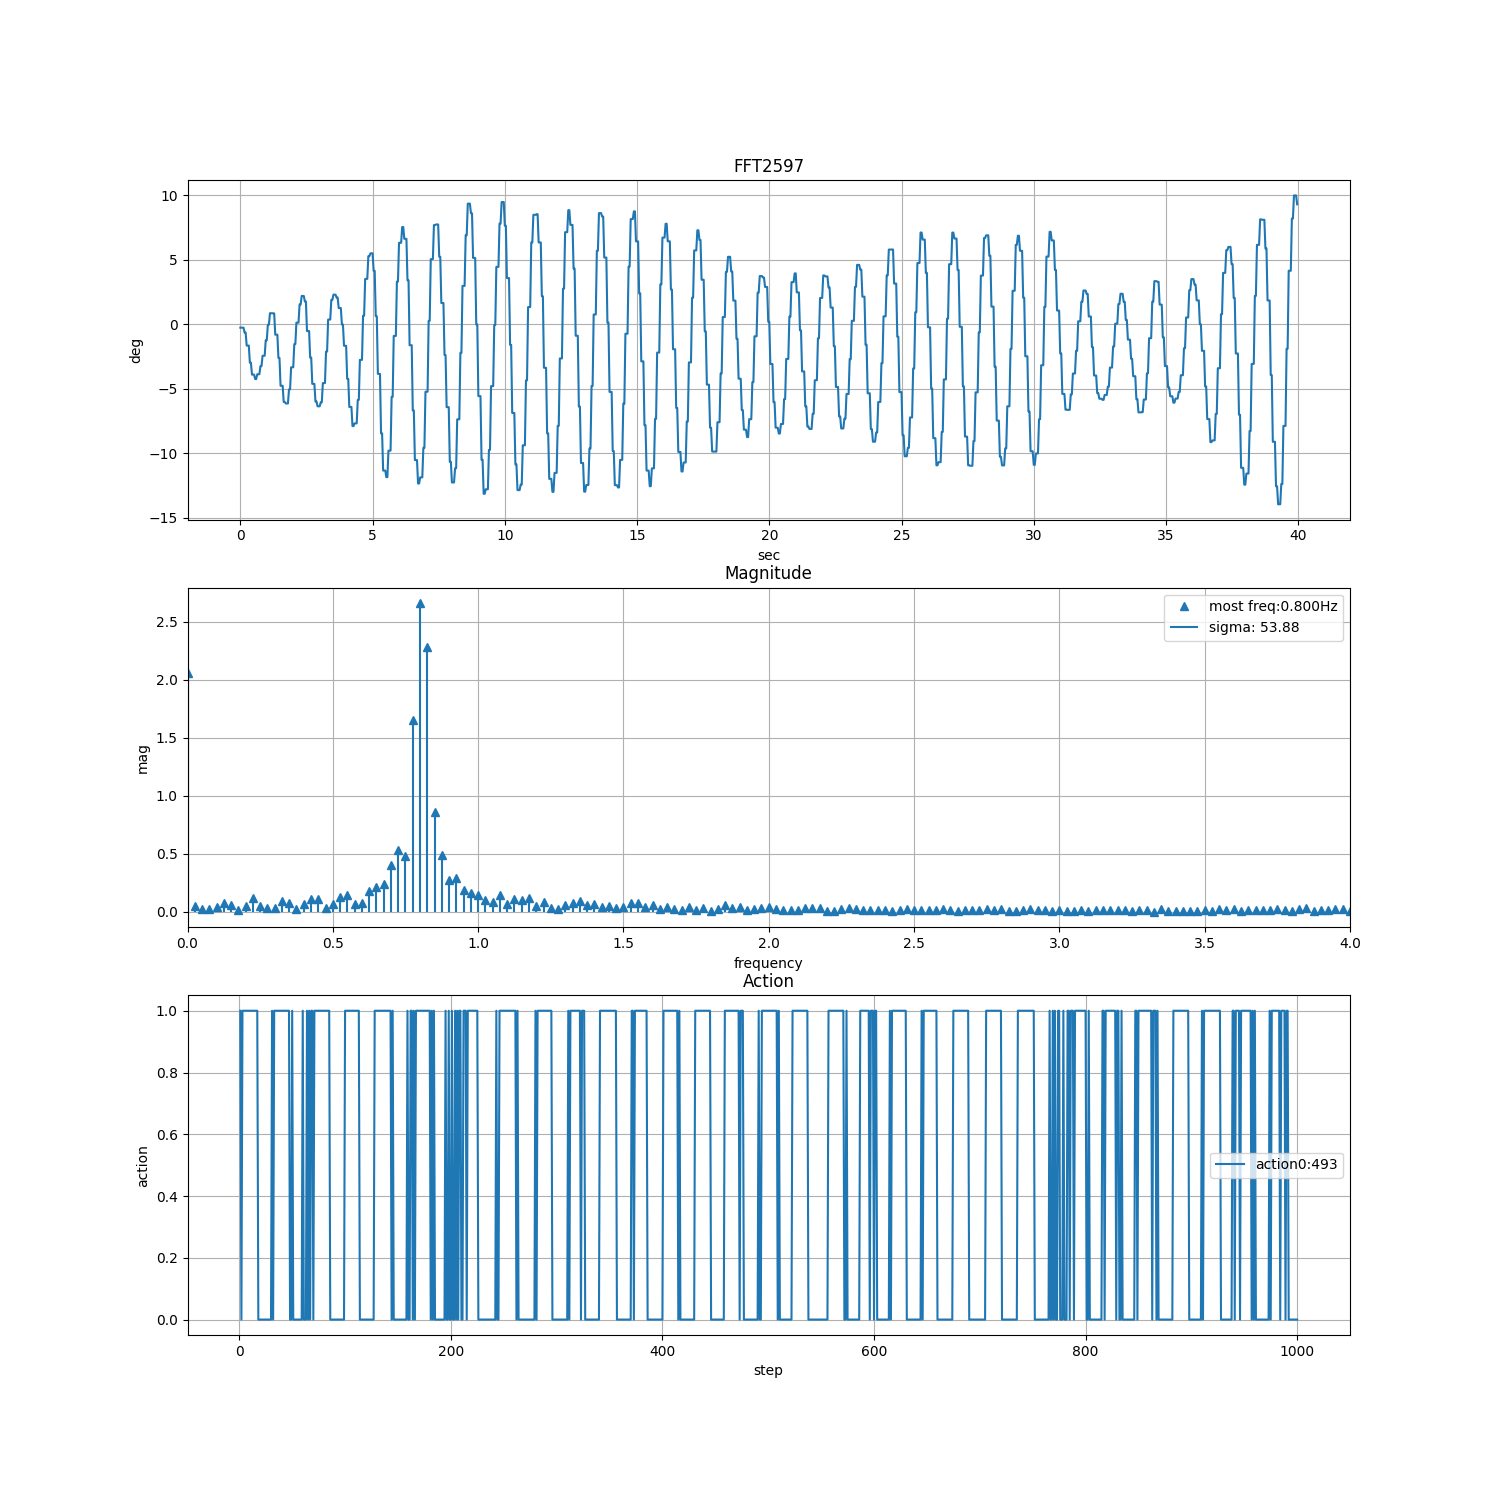 FFT2597
10
5
0
−5
−10
−15
deg
0 5 10 15 20 25 30 35 40
sec
Magnitude
most freq:0.800Hz
sigma: 53.88
2.5
2.0
1.5
1.0
0.5
0.0
mag
0.0 0.5 1.0 1.5 2.0 2.5 3.0 3.5 4.0
frequency
Action
1.0
0.8
0.6
0.4
0.2
0.0
action
action0:493
0 200 400 600 800 1000
step